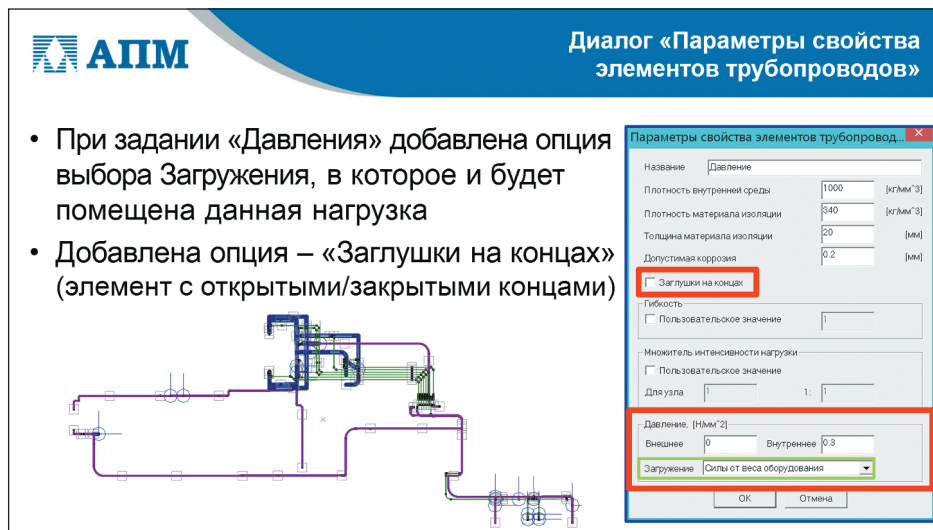 АПМ
Диалог «Параметры свойства
элементов трубопроводов»
• При задании «Давления» добавлена опция
выбора Загружения, в которое и будет
помещена данная нагрузка
• Добавлена опция – «Заглушки на концах»
(элемент с открытыми/закрытыми концами)
Параметры свойства элементов трубопровод...
Название Давление
Плотность внутренней среды 1000 [кг/мм^3]
Плотность материала изоляции 340 [кг/мм^3]
Толщина материала изоляции 20 [мм]
Допустимая коррозия 0.2 [мм]
Заглушки на концах
Гибкость
Пользовательское значение 1
Множитель интенсивности нагрузки
Пользовательское значение
Для узла 1 1: 1
Давление, [Н/мм^2]
Внешнее 0 Внутреннее 0.3
Загружение Силы от веса оборудования
OK Отмена